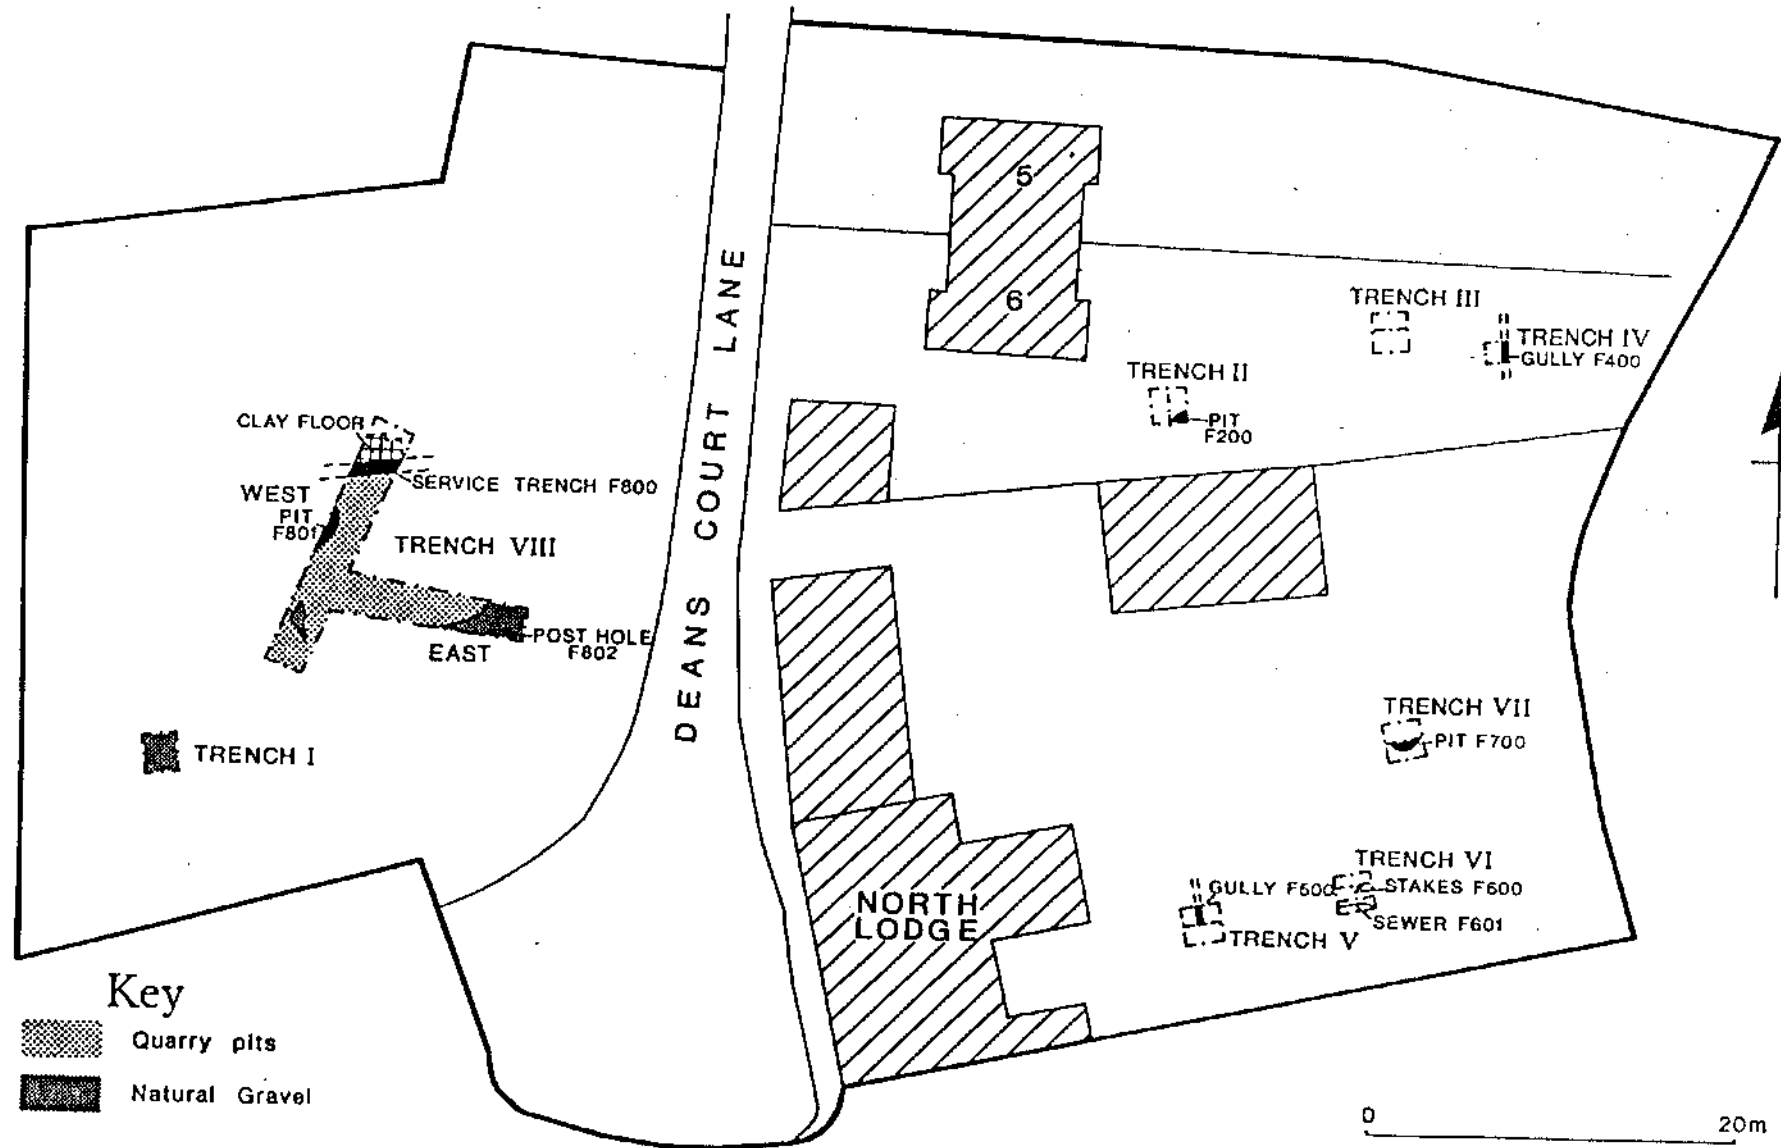 5
6
TRENCH III
TRENCH IV
GULLY F400
TRENCH II
PIT
F200
CLAY FLOOR
SERVICE TRENCH F800
WEST
PIT
F801
TRENCH VIII
POST HOLE
F802
EAST
TRENCH I
DEANS COURT LANE
TRENCH VII
PIT F700
TRENCH VI
STAKES F600
SEWER F601
GULLY F500
TRENCH V
NORTH
LODGE
Key
Quarry pits
Natural Gravel
0 20m